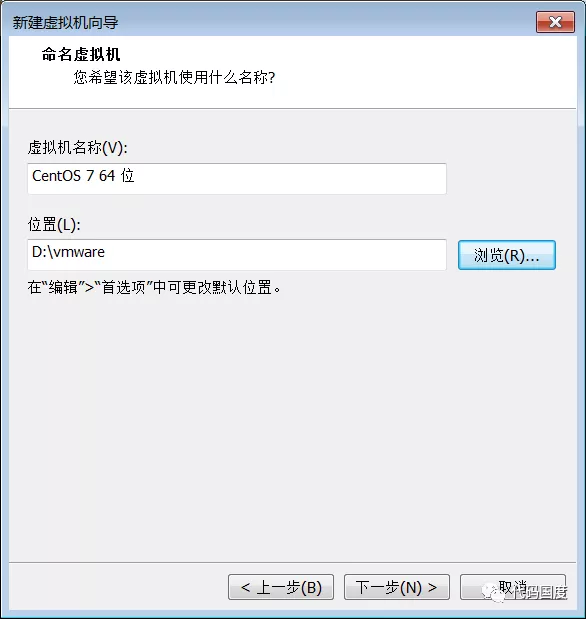 新建虚拟机向导
命名虚拟机
您希望该虚拟机使用什么名称?
虚拟机名称(V):
CentOS 7 64 位
位置(L):
D:\vmware
浏览(R)...
在“编辑”>“首选项”中可更改默认位置。
< 上一步(B)
下一步(N) >
取消
代码国度